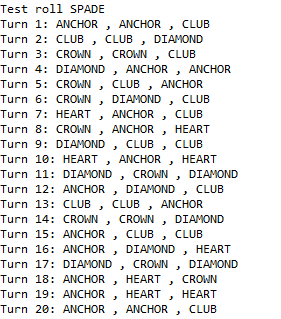 Test roll SPADE
Turn 1: ANCHOR , ANCHOR , CLUB
Turn 2: CLUB , CLUB , DIAMOND
Turn 3: CROWN , CROWN , CLUB
Turn 4: DIAMOND , ANCHOR , ANCHOR
Turn 5: CROWN , CLUB , ANCHOR
Turn 6: CROWN , DIAMOND , CLUB
Turn 7: HEART , ANCHOR , CLUB
Turn 8: CROWN , ANCHOR , HEART
Turn 9: DIAMOND , CLUB , CLUB
Turn 10: HEART , ANCHOR , HEART
Turn 11: DIAMOND , CROWN , DIAMOND
Turn 12: ANCHOR , DIAMOND , CLUB
Turn 13: CLUB , CLUB , ANCHOR
Turn 14: CROWN , CROWN , DIAMOND
Turn 15: ANCHOR , CLUB , CLUB
Turn 16: ANCHOR , DIAMOND , HEART
Turn 17: DIAMOND , CROWN , DIAMOND
Turn 18: ANCHOR , HEART , CROWN
Turn 19: ANCHOR , HEART , HEART
Turn 20: ANCHOR , ANCHOR , CLUB